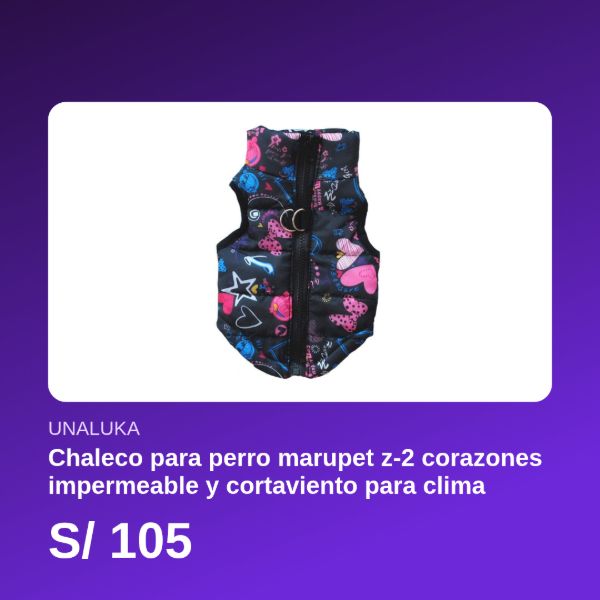 UNALUKA
Chaleco para perro marupet z-2 corazones
impermeable y cortaviento para clima
S/ 105